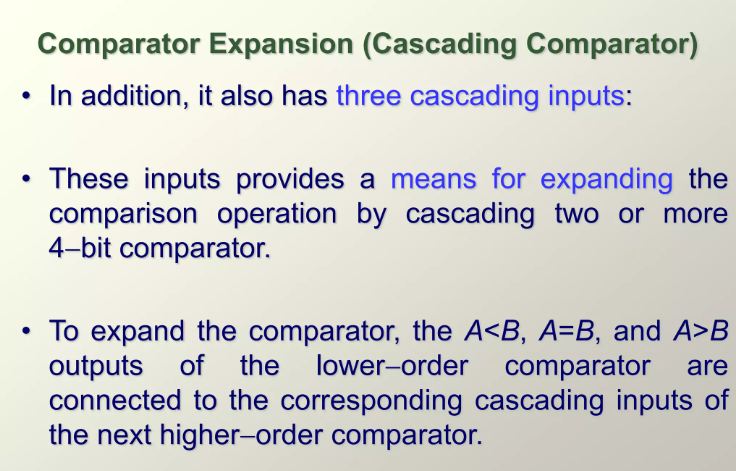 Comparator Expansion (Cascading Comparator)
• In addition, it also has three cascading inputs:
• These inputs provides a means for expanding the
comparison operation by cascading two or more
4–bit comparator.
• To expand the comparator, the A<B, A=B, and A>B
outputs of the lower–order comparator are
connected to the corresponding cascading inputs of
the next higher–order comparator.